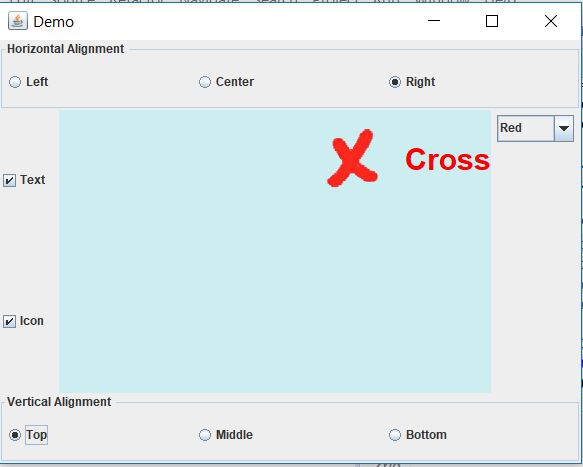 Demo
Horizontal Alignment
Left Center Right
Cross
Red
Text
Icon
Vertical Alignment
Top Middle Bottom